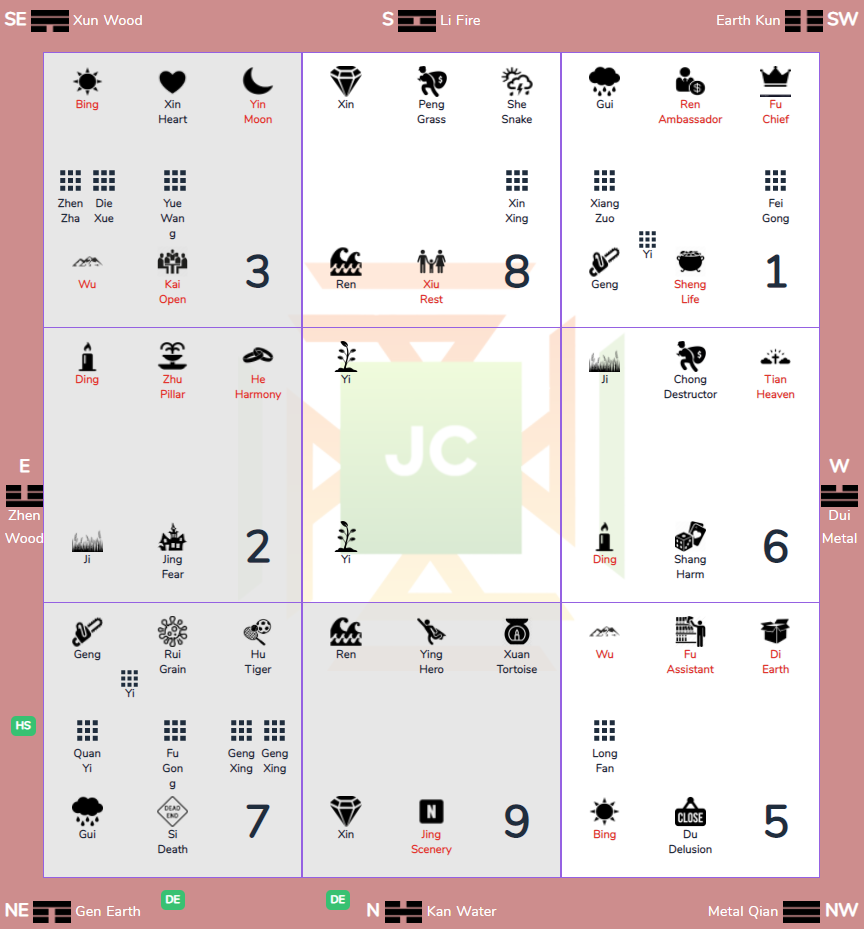 SE Xun Wood
S Li Fire
Earth Kun SW
Bing Xin Heart Yin Moon
Zhen Zha Die Xue Yue Wan g
Wu Kai Open 3
Xin Peng Grass She Snake
Xin Xing
Ren Xiu Rest 8
Gui Ren Ambassador Fu Chief
Xiang Zuo Fei Gong
Yi
Geng Sheng Life 1
E
Zhen
Wood
Ding Zhu Pillar He Harmony
Ji Jing Fear 2
Yi
JC
Yi
Ji Chong Destructor Tian Heaven
Ding Shang Harm 6
W
Dui
Metal
HS
Geng Rui Grain Hu Tiger
Yi
Quan Yi Fu Gon g Geng Xing Geng Xing
Gui DEAD END Si Death 7
Ren Ying Hero A Xuan Tortoise
Xin N Jing Scenery 9
Wu Fu Assistant Di Earth
Long Fan
Bing CLOSE Du Delusion 5
NE Gen Earth
DE
DE
N Kan Water
Metal Qian NW